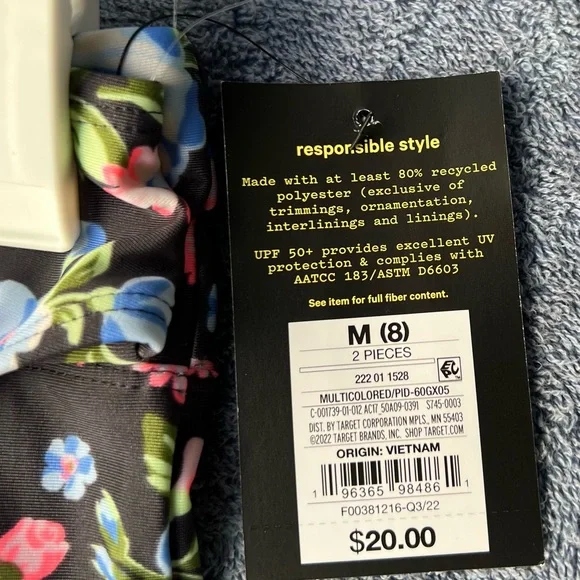 responsible style
Made with at least 80% recycled
polyester (exclusive of
trimmings, ornamentation,
interlinings and linings).
UPF 50+ provides excellent UV
protection & complies with
AATCC 183/ASTM D6603
See item for full fiber content.
M (8)
2 PIECES
222 01 1528
MULTICOLORED/PID-60GX05
C-001739-01-012 AC17_50A09-0391 ST45-0003
DIST. BY TARGET CORPORATION MPLS., MN 55403
©2022 TARGET BRANDS, INC. SHOP TARGET.COM
ORIGIN: VIETNAM
1 96365 98486 1
F00381216-Q3/22
$20.00